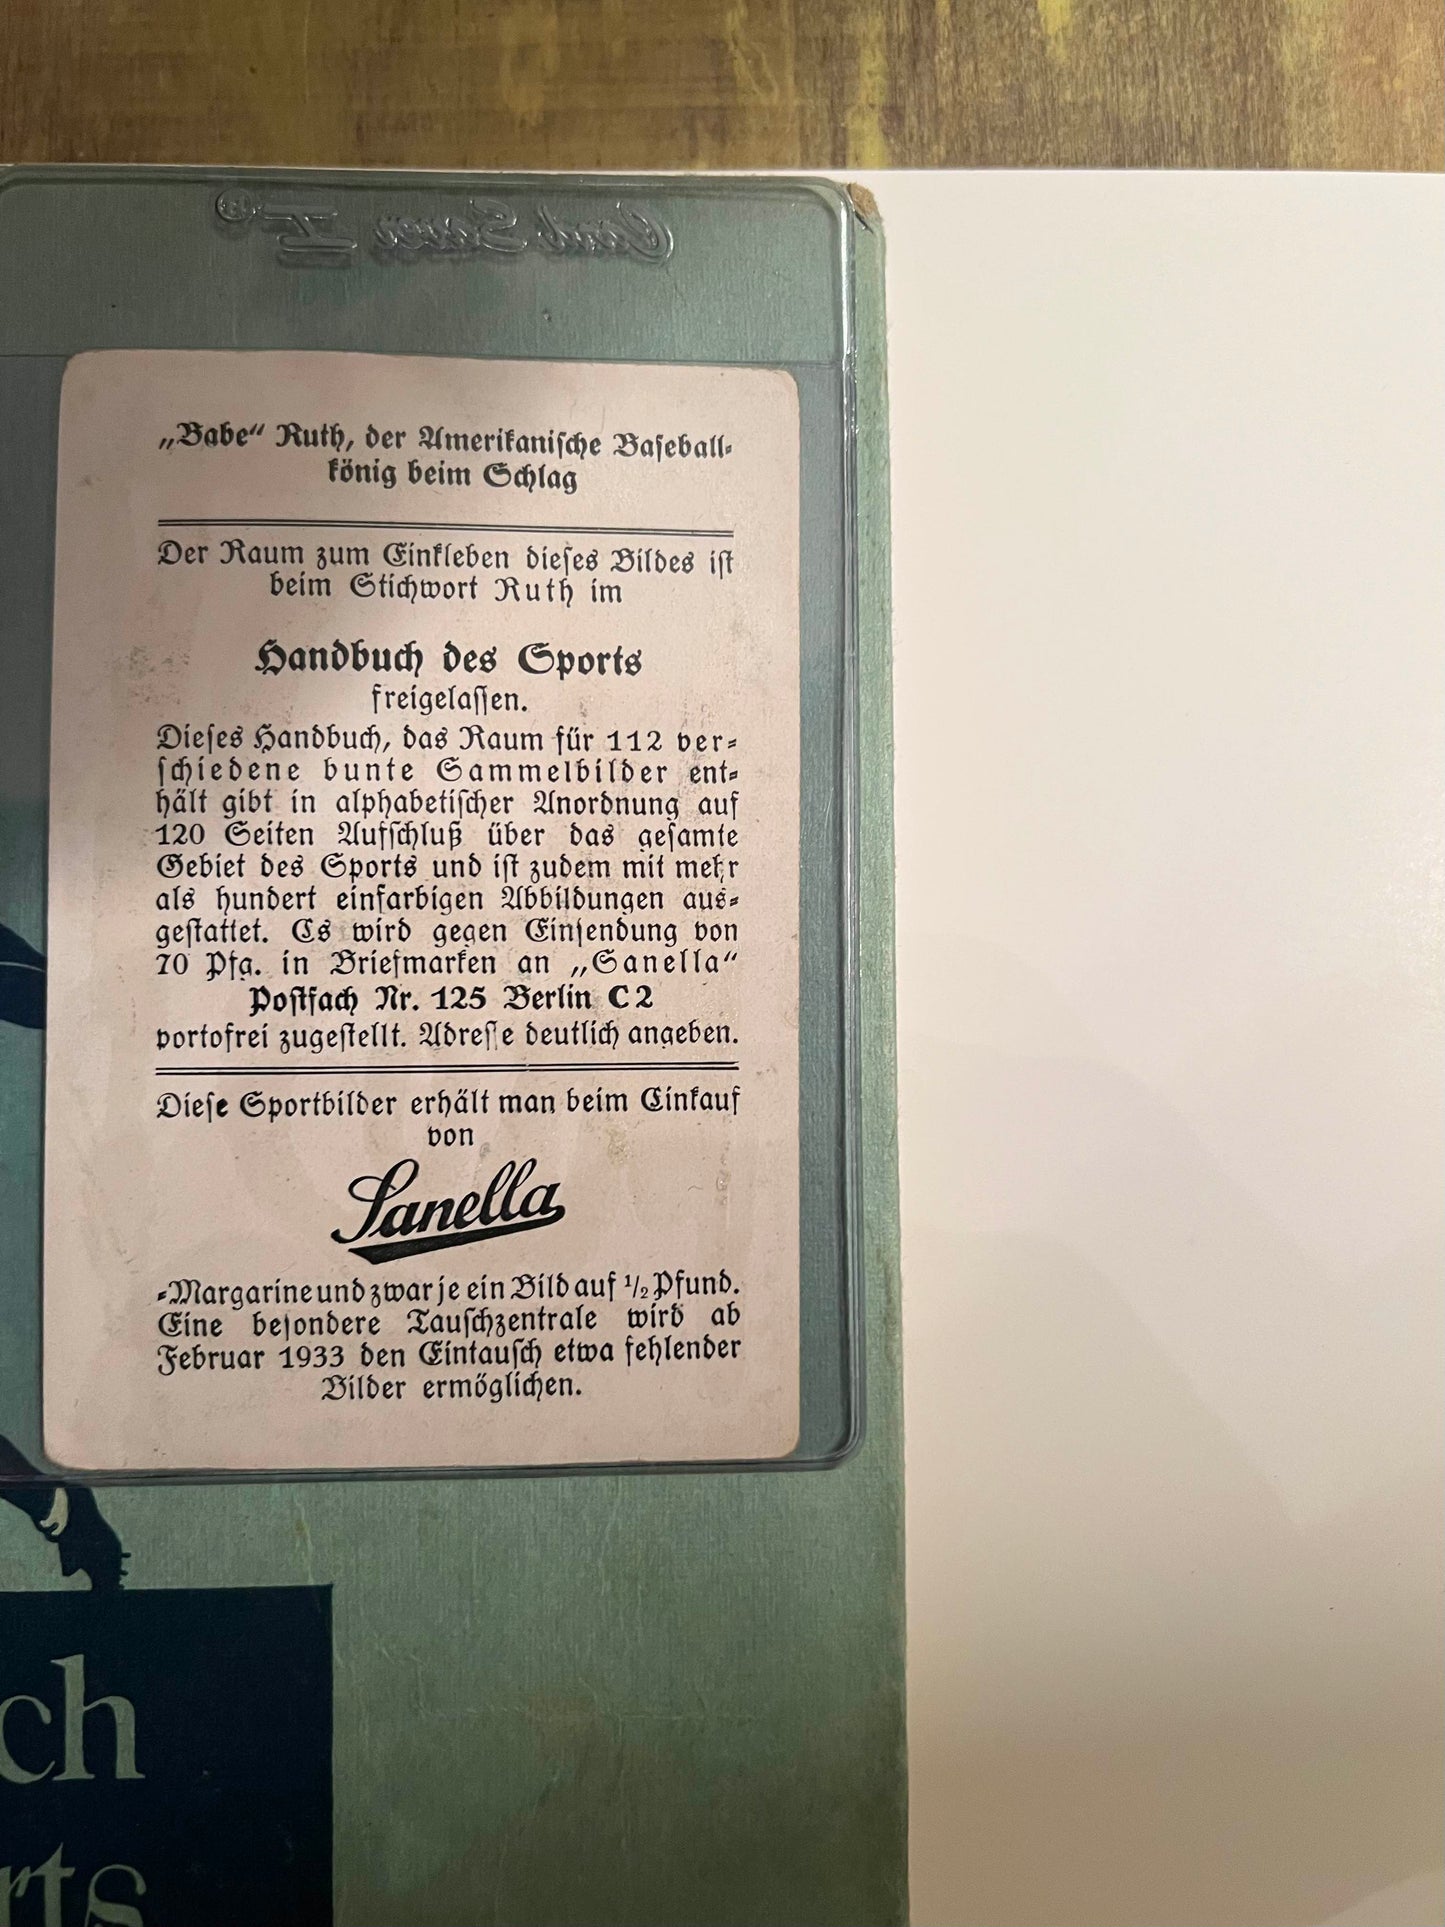 Card Saver I®
„Babe“ Ruth, der Amerikanische Baseball-
könig beim Schlag
Der Raum zum Einkleben dieses Bildes ist
beim Stichwort Ruth im
Handbuch des Sports
freigelassen.
Dieses Handbuch, das Raum für 112 ver-
schiedene bunte Sammelbilder ent-
hält gibt in alphabetischer Anordnung auf
120 Seiten Aufschluß über das gesamte
Gebiet des Sports und ist zudem mit mehr
als hundert einfarbigen Abbildungen aus-
gestattet. Es wird gegen Einsendung von
70 Pfg. in Briefmarken an „Sanella“
Postfach Nr. 125 Berlin C 2
portofrei zugestellt. Adresse deutlich angeben.
Diese Sportbilder erhält man beim Einkauf
von
Sanella
-Margarine und zwar je ein Bild auf ½ Pfund.
Eine besondere Tauschzentrale wird ab
Februar 1933 den Eintausch etwa fehlender
Bilder ermöglichen.
ch
rts